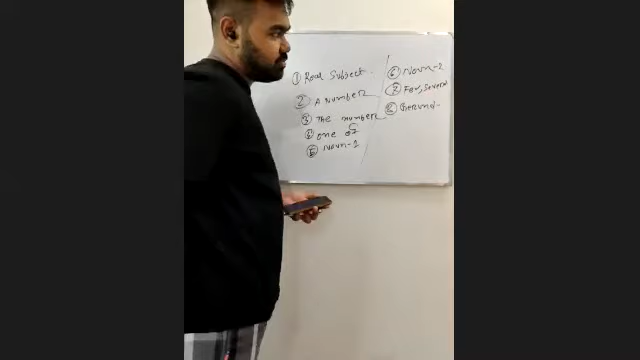 ① Real Subject.
② A Number
③ The number
④ one of
⑤ Noun-1
⑥ Noun-2
⑦ Few, Several
⑧ Gerund-